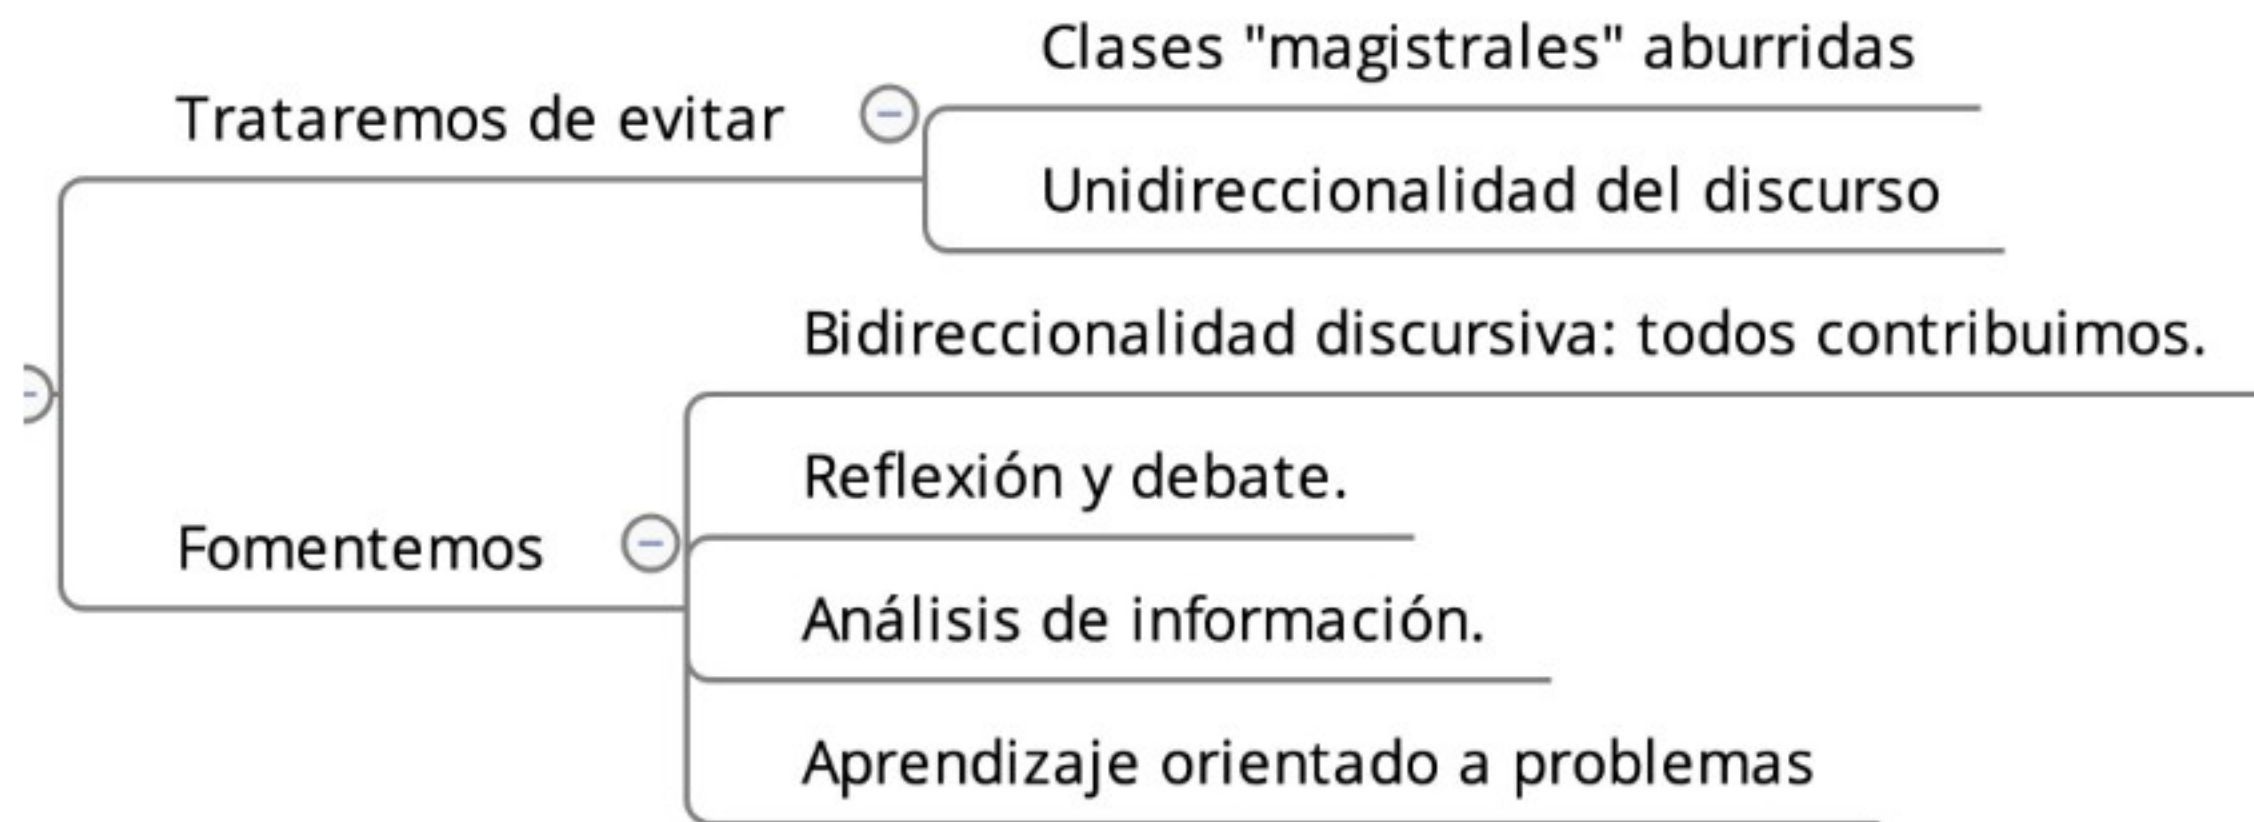 Trataremos de evitar
Clases "magistrales" aburridas
Unidireccionalidad del discurso
Fomentemos
Bidireccionalidad discursiva: todos contribuimos.
Reflexión y debate.
Análisis de información.
Aprendizaje orientado a problemas